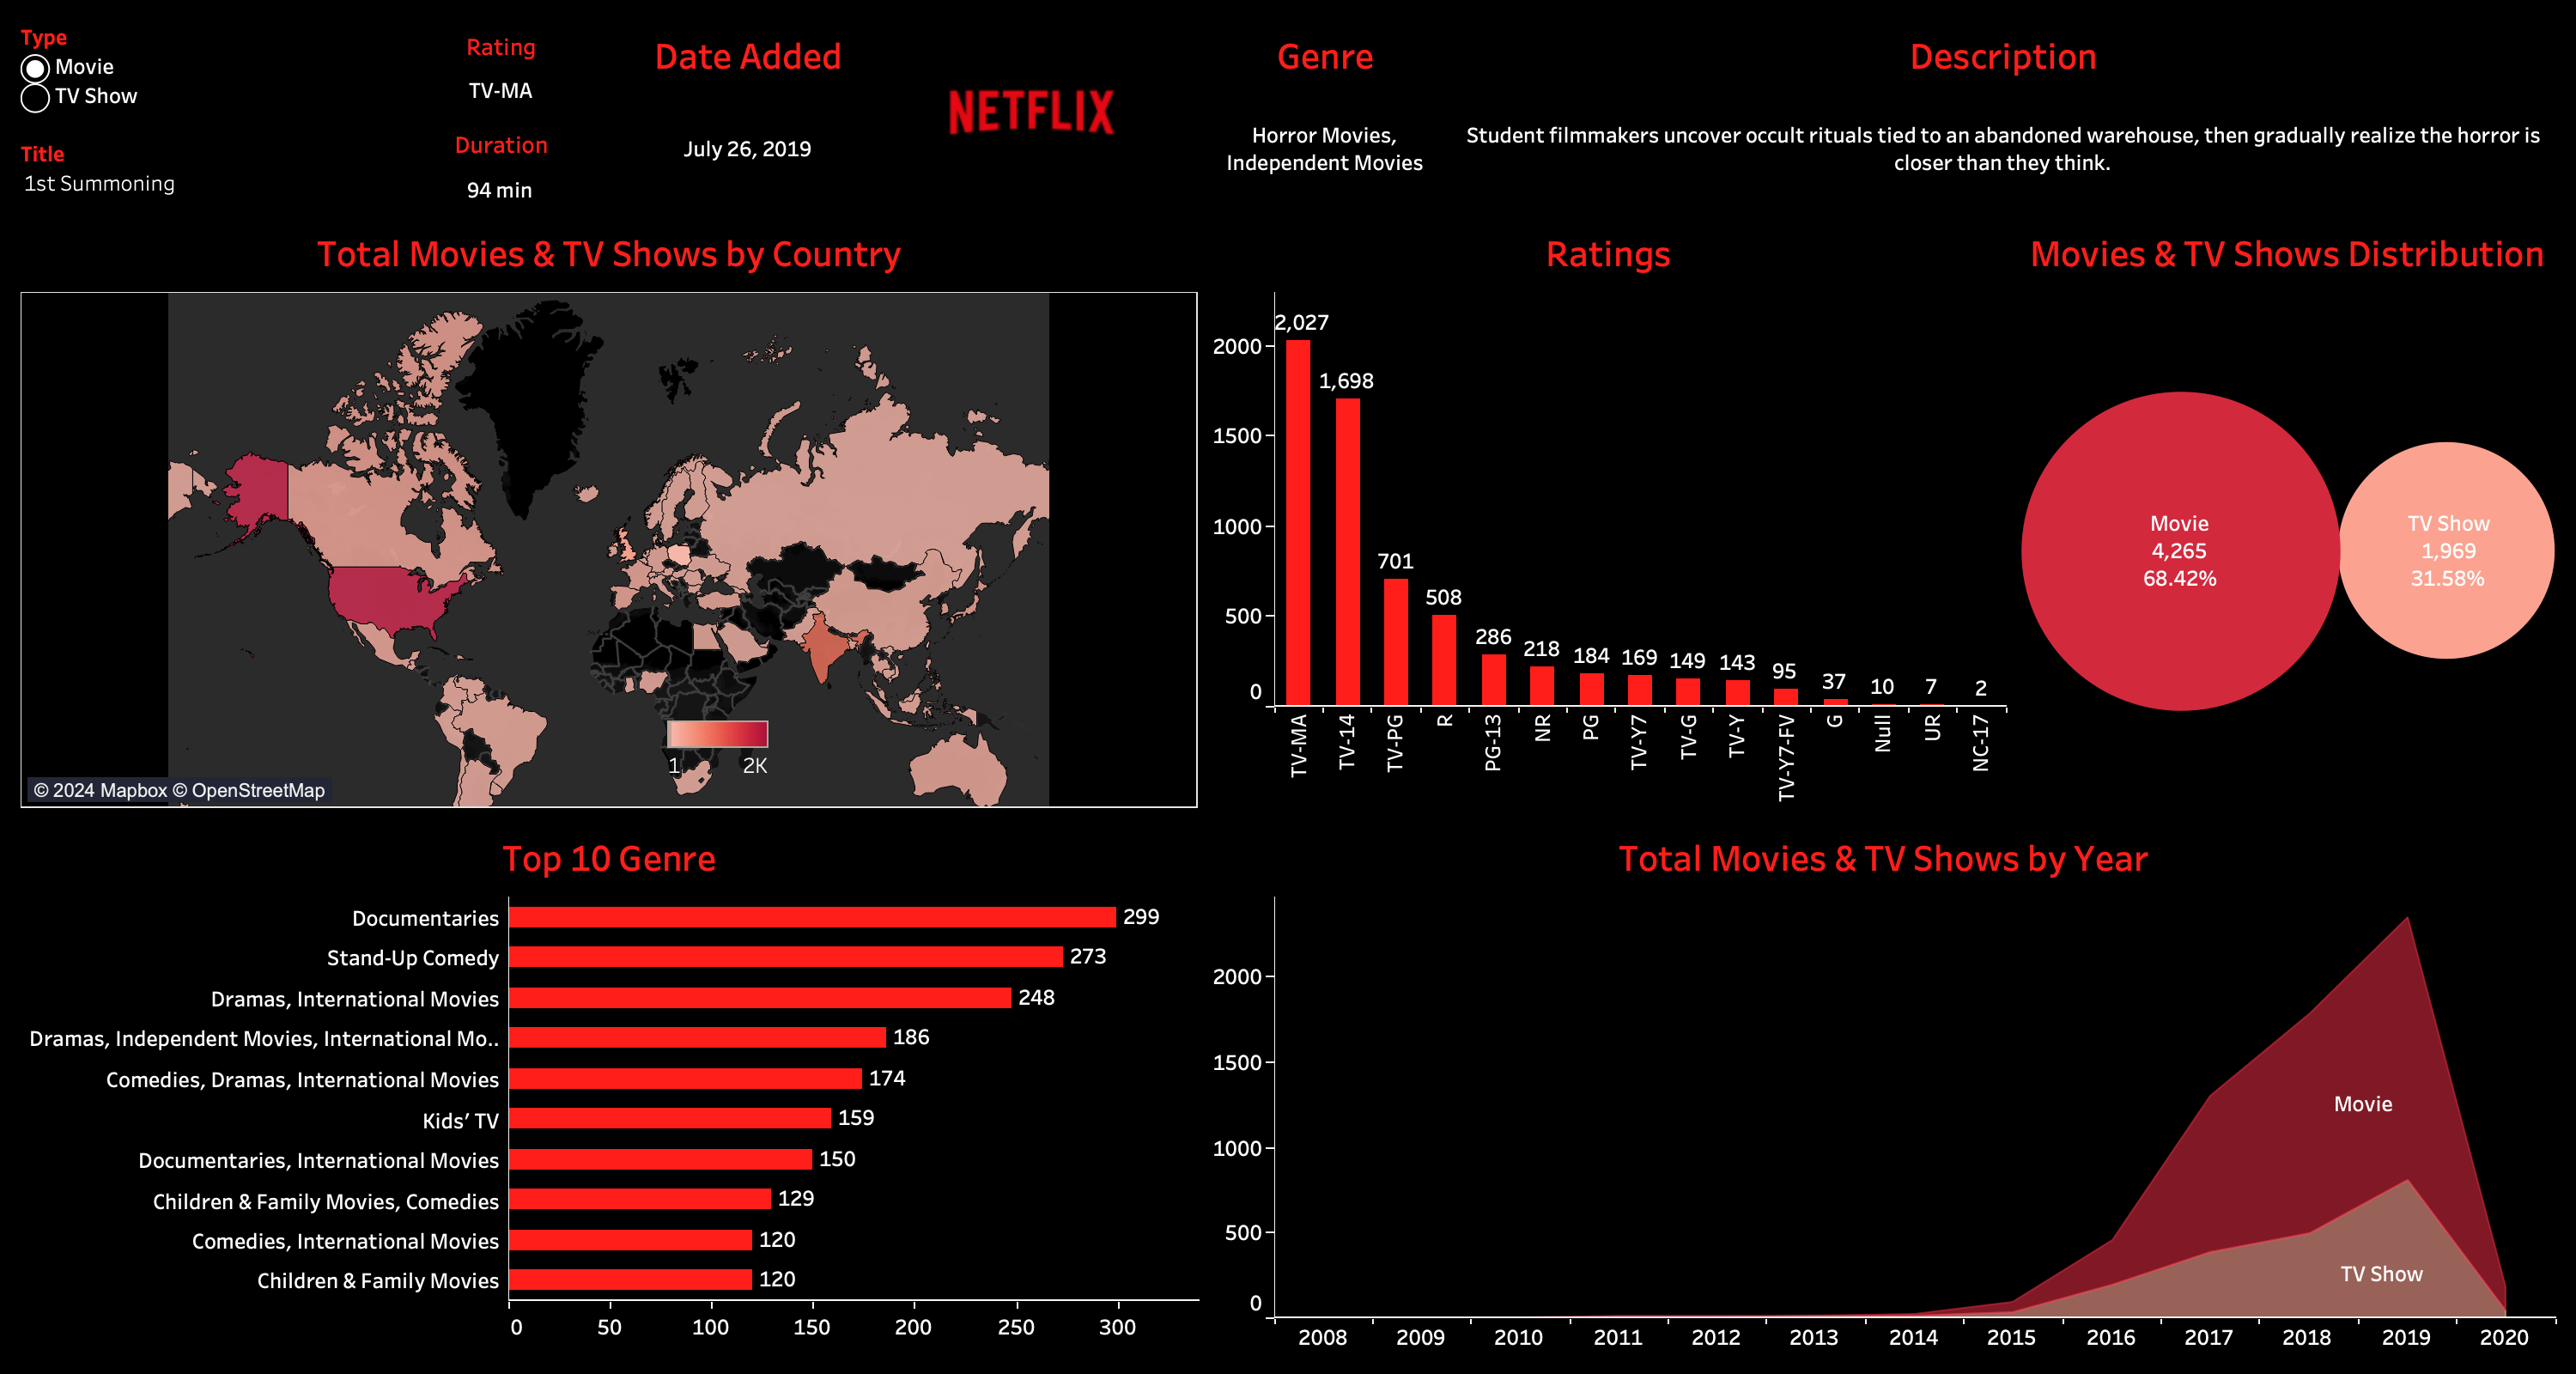 Type
Movie
TV Show
Title
1st Summoning
Rating
TV-MA
Duration
94 min
Date Added
July 26, 2019
NETFLIX
Genre
Horror Movies,
Independent Movies
Description
Student filmmakers uncover occult rituals tied to an abandoned warehouse, then gradually realize the horror is
closer than they think.
Total Movies & TV Shows by Country
1
2K
© 2024 Mapbox © OpenStreetMap
Ratings
2000
1500
1000
500
0
2,027
1,698
701
508
286
218
184
169
149
143
95
37
10
7
2
TV-MA
TV-14
TV-PG
R
PG-13
NR
PG
TV-Y7
TV-G
TV-Y
TV-Y7-FV
G
Null
UR
NC-17
Movies & TV Shows Distribution
Movie
4,265
68.42%
TV Show
1,969
31.58%
Top 10 Genre
Documentaries 299
Stand-Up Comedy 273
Dramas, International Movies 248
Dramas, Independent Movies, International Mo.. 186
Comedies, Dramas, International Movies 174
Kids’ TV 159
Documentaries, International Movies 150
Children & Family Movies, Comedies 129
Comedies, International Movies 120
Children & Family Movies 120
0 50 100 150 200 250 300
Total Movies & TV Shows by Year
2000
1500
1000
500
0
Movie
TV Show
2008 2009 2010 2011 2012 2013 2014 2015 2016 2017 2018 2019 2020